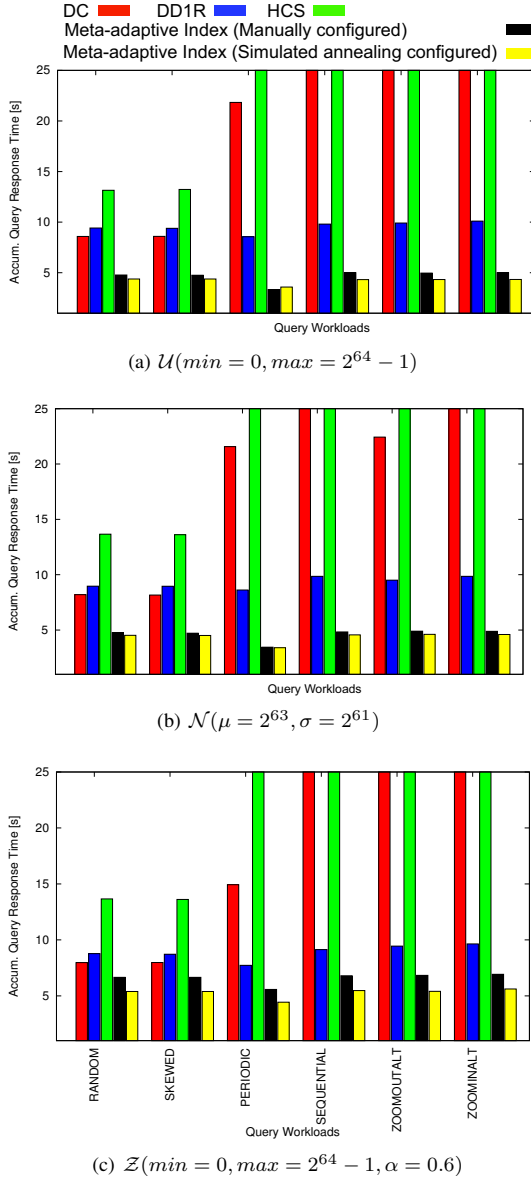 DC DD1R HCS
Meta-adaptive Index (Manually configured)
Meta-adaptive Index (Simulated annealing configured)
25
20
15
10
5
Accum. Query Response Time [s]
Query Workloads
(a) 𝒰(min = 0, max = 2^64 − 1)
25
20
15
10
5
Accum. Query Response Time [s]
Query Workloads
(b) 𝒩(μ = 2^63, σ = 2^61)
25
20
15
10
5
Accum. Query Response Time [s]
RANDOM
SKEWED
PERIODIC
SEQUENTIAL
ZOOMOUTALT
ZOOMINALT
Query Workloads
(c) 𝒵(min = 0, max = 2^64 − 1, α = 0.6)